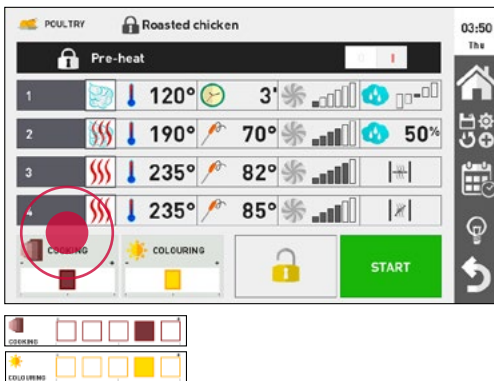 POULTRY
Roasted chicken
03:50
Thu
Pre-heat
0 I
1 120° 3'
2 190° 70° 50%
3 235° 82°
4 235° 85°
COOKING
COLOURING
START
COOKING
COLOURING